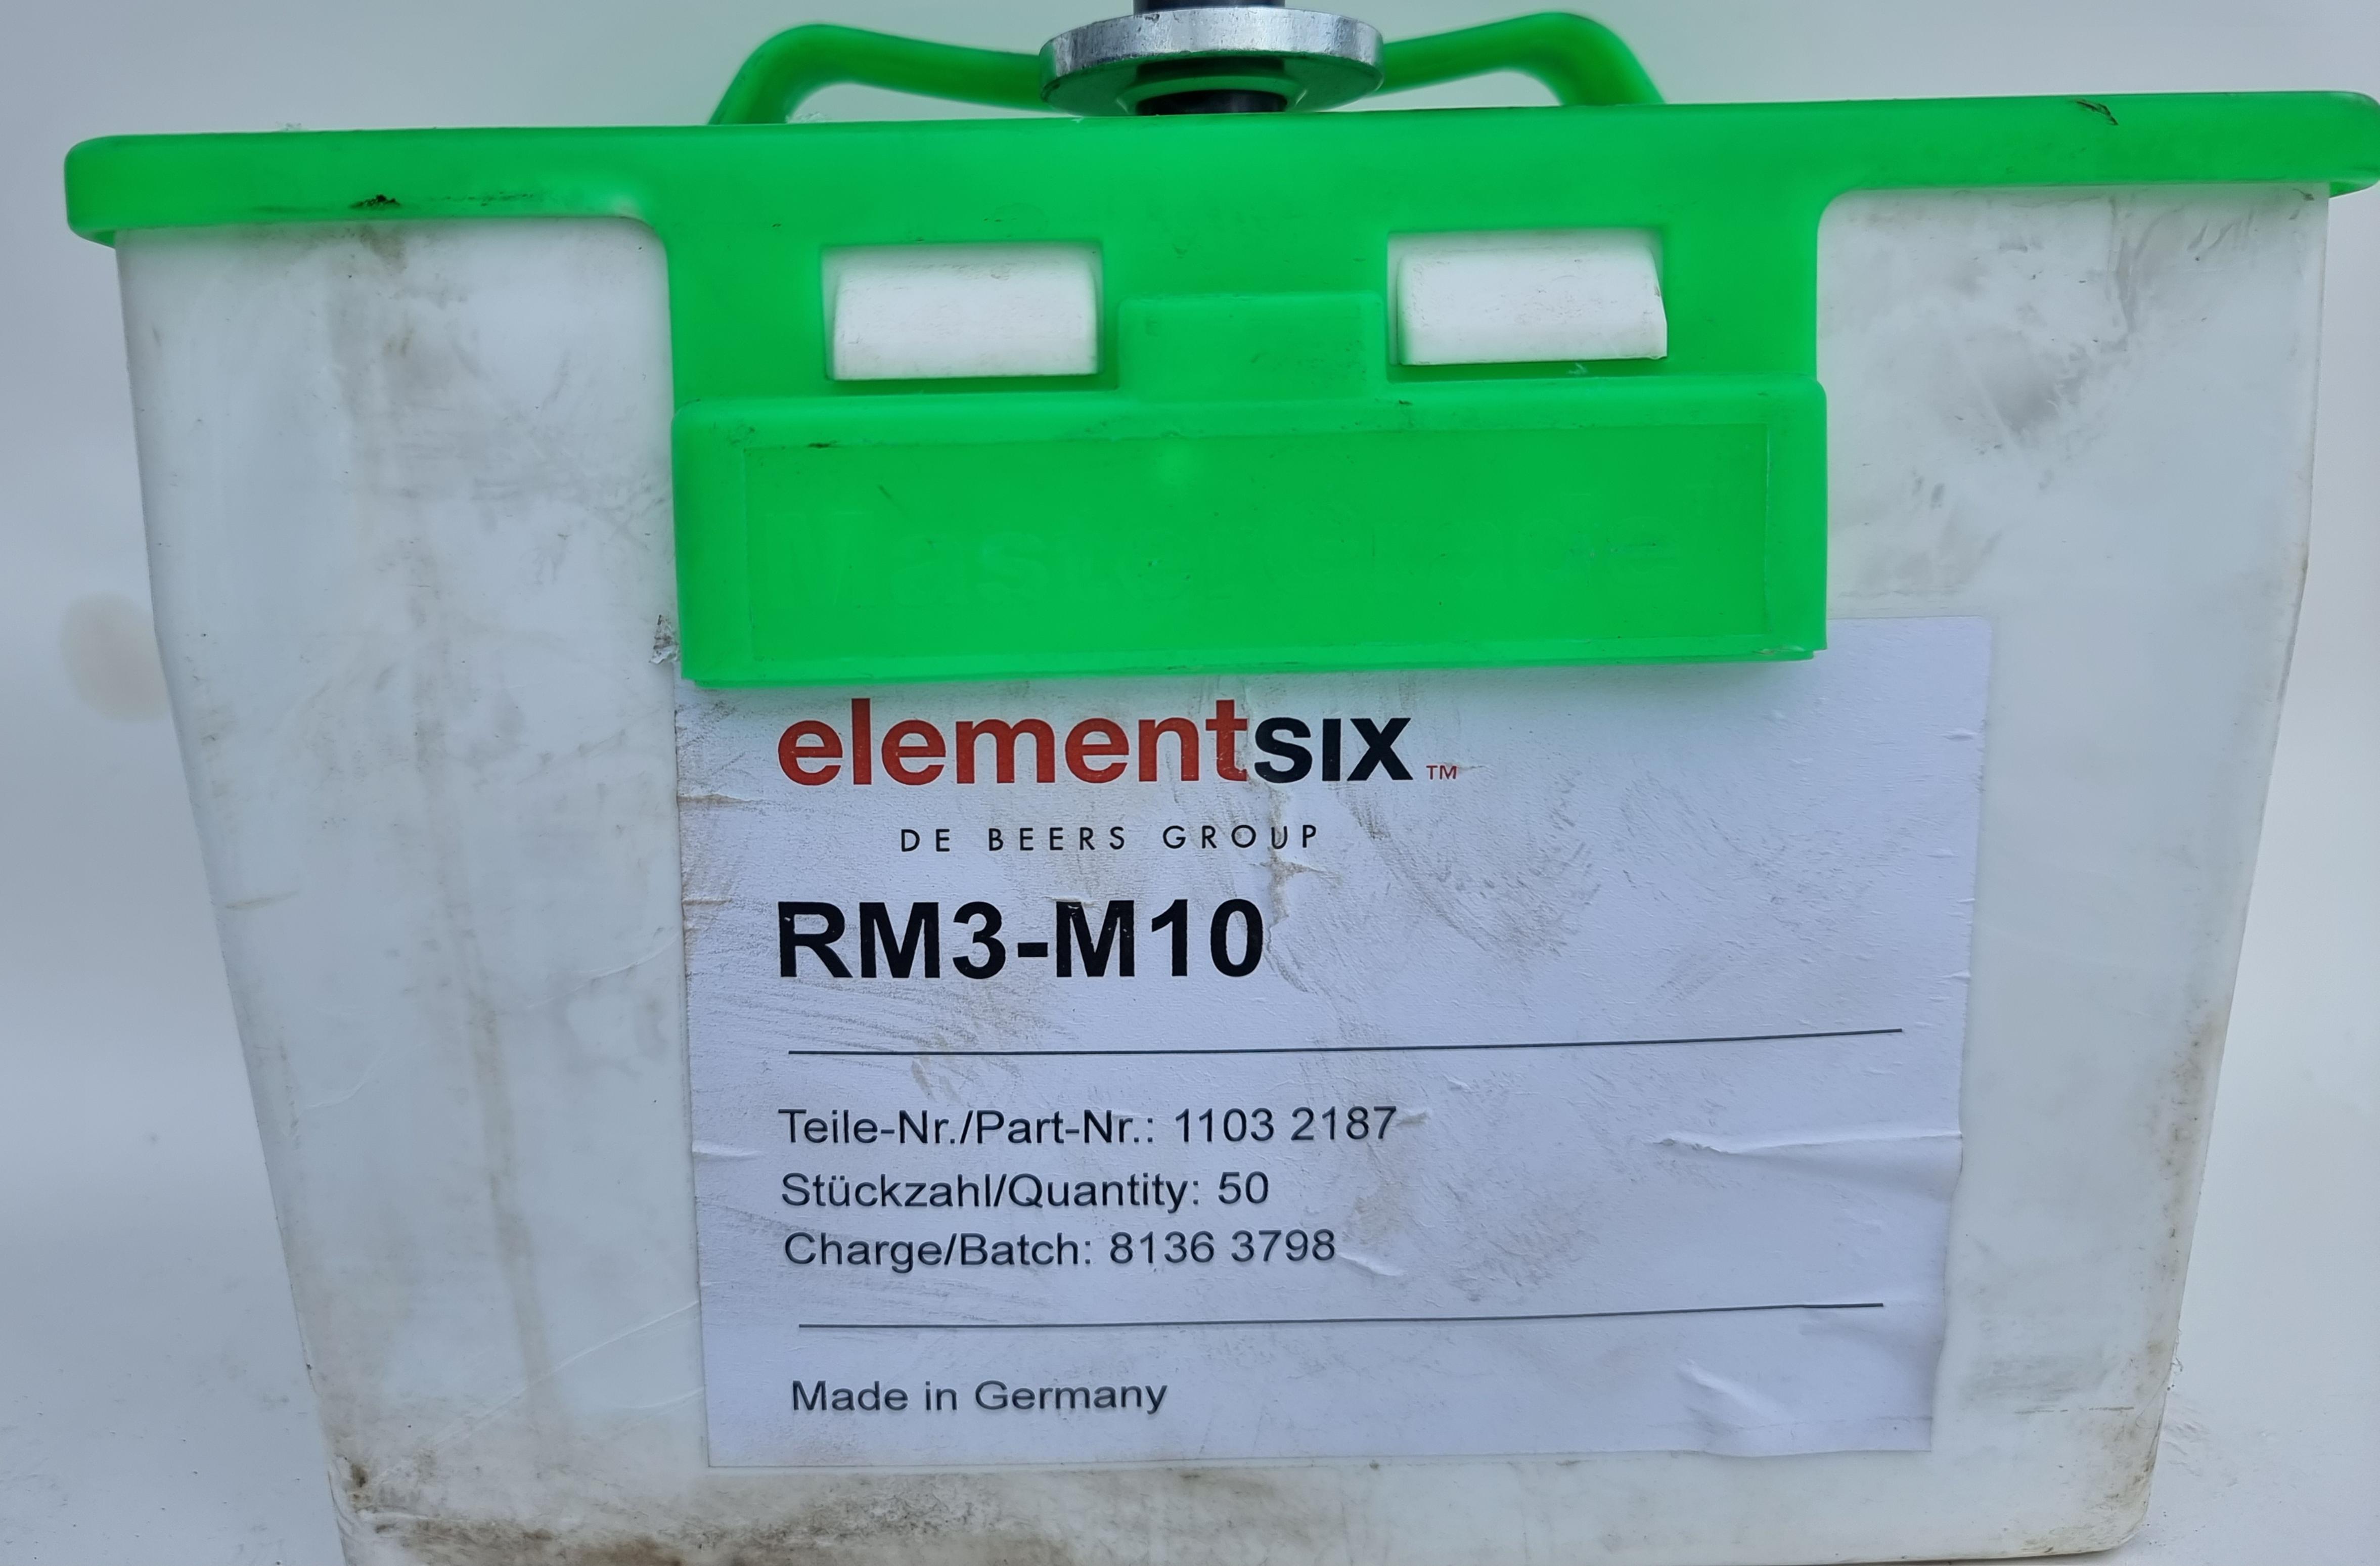 elementsix™
DE BEERS GROUP
RM3-M10
Teile-Nr./Part-Nr.: 1103 2187
Stückzahl/Quantity: 50
Charge/Batch: 8136 3798
Made in Germany